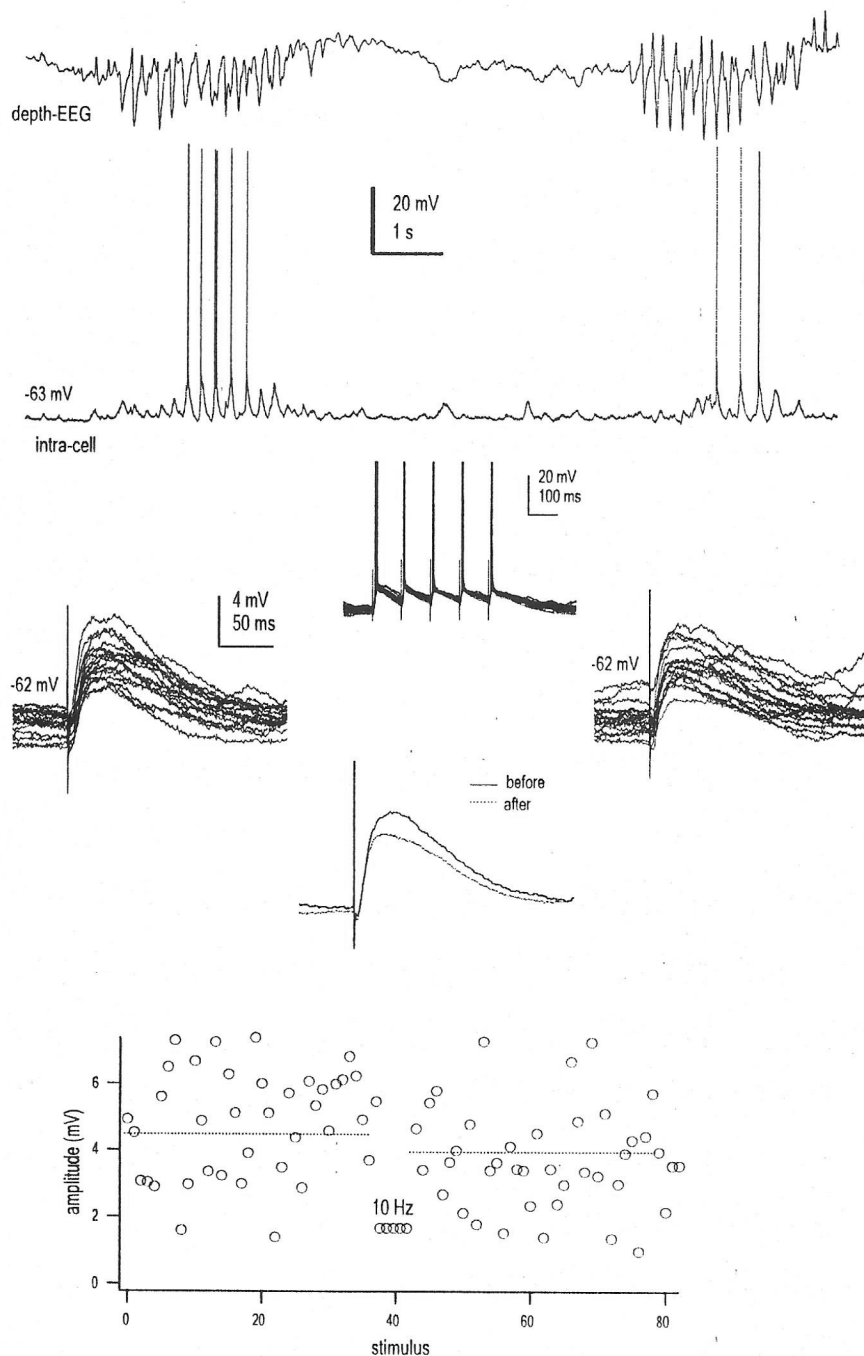 depth-EEG
20 mV
1 s
-63 mV
intra-cell
20 mV
100 ms
4 mV
50 ms
-62 mV
-62 mV
before
after
amplitude (mV)
6
4
2
0
10 Hz
0
20
40
60
80
stimulus